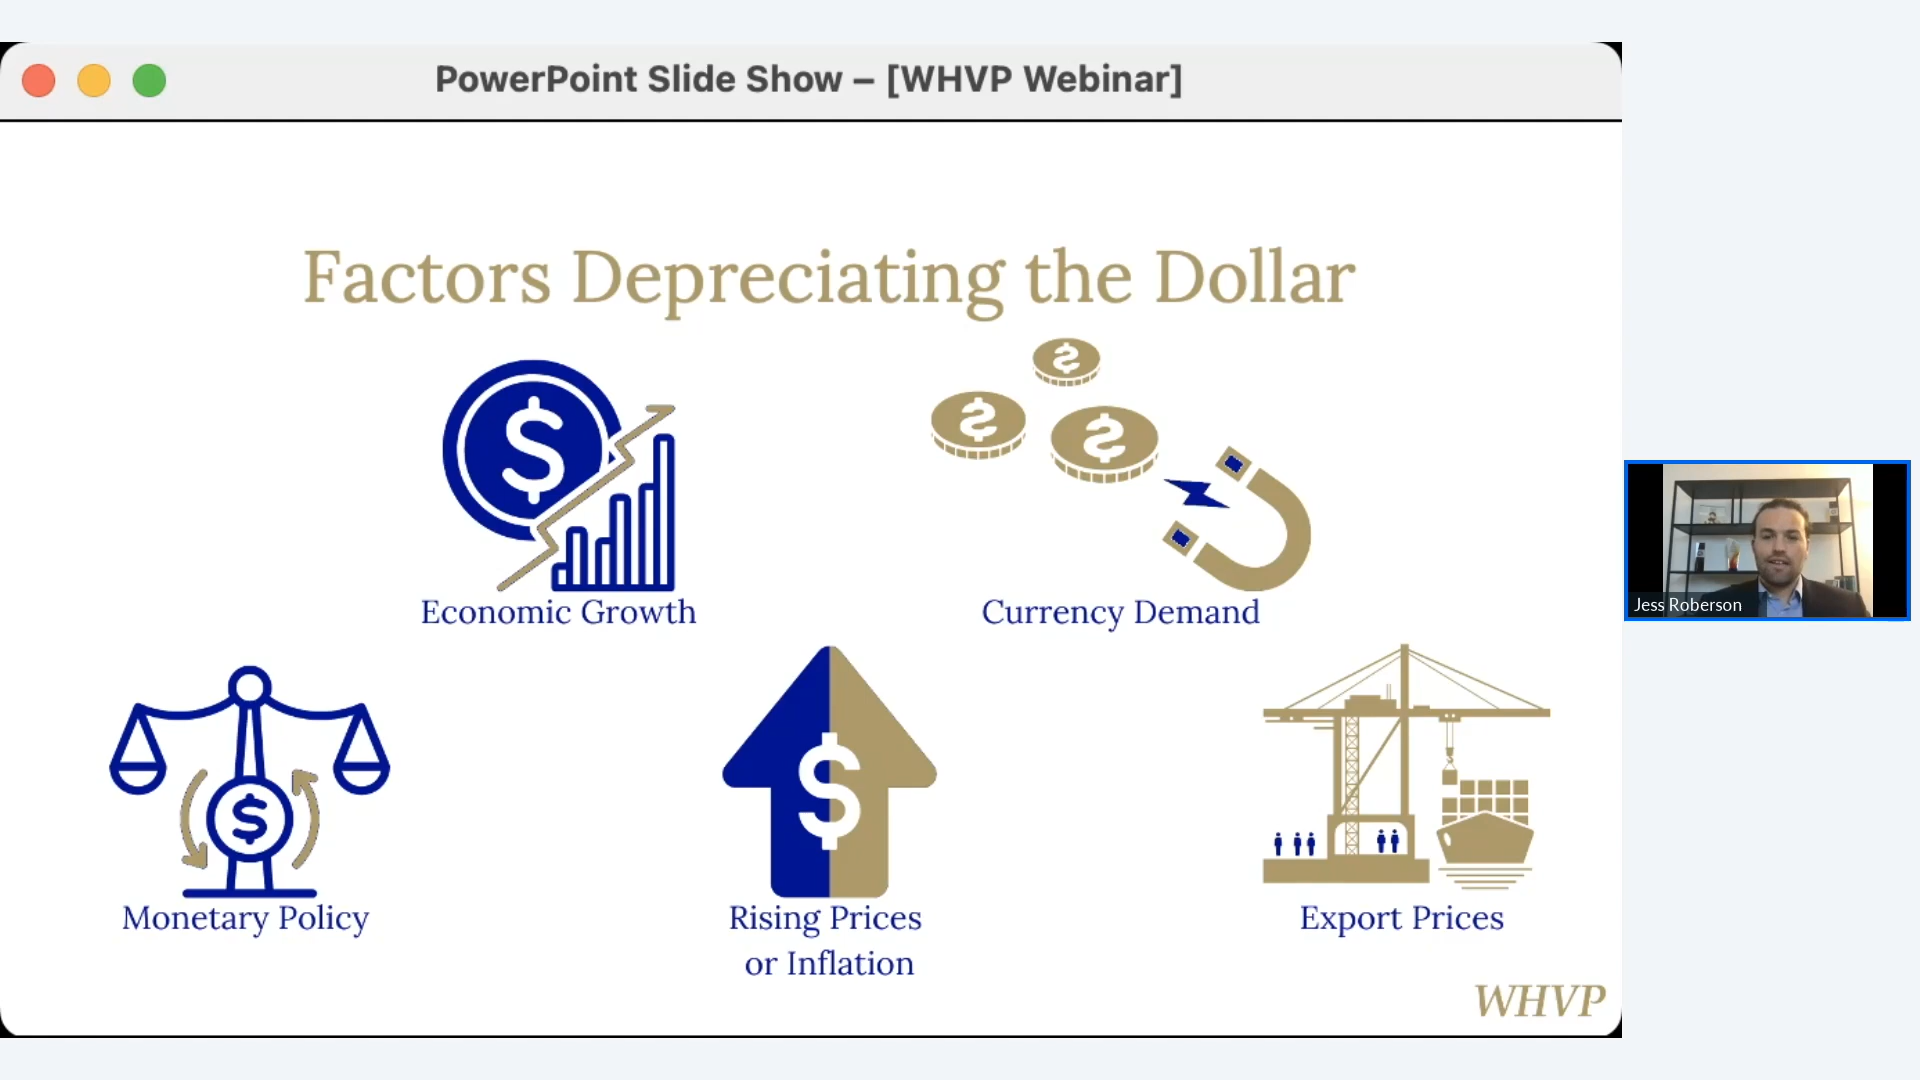 PowerPoint Slide Show – [WHVP Webinar]
Factors Depreciating the Dollar
$
$
$
$
Economic Growth
Currency Demand
$
$
Monetary Policy
Rising Prices
or Inflation
Export Prices
WHVP
Jess Roberson